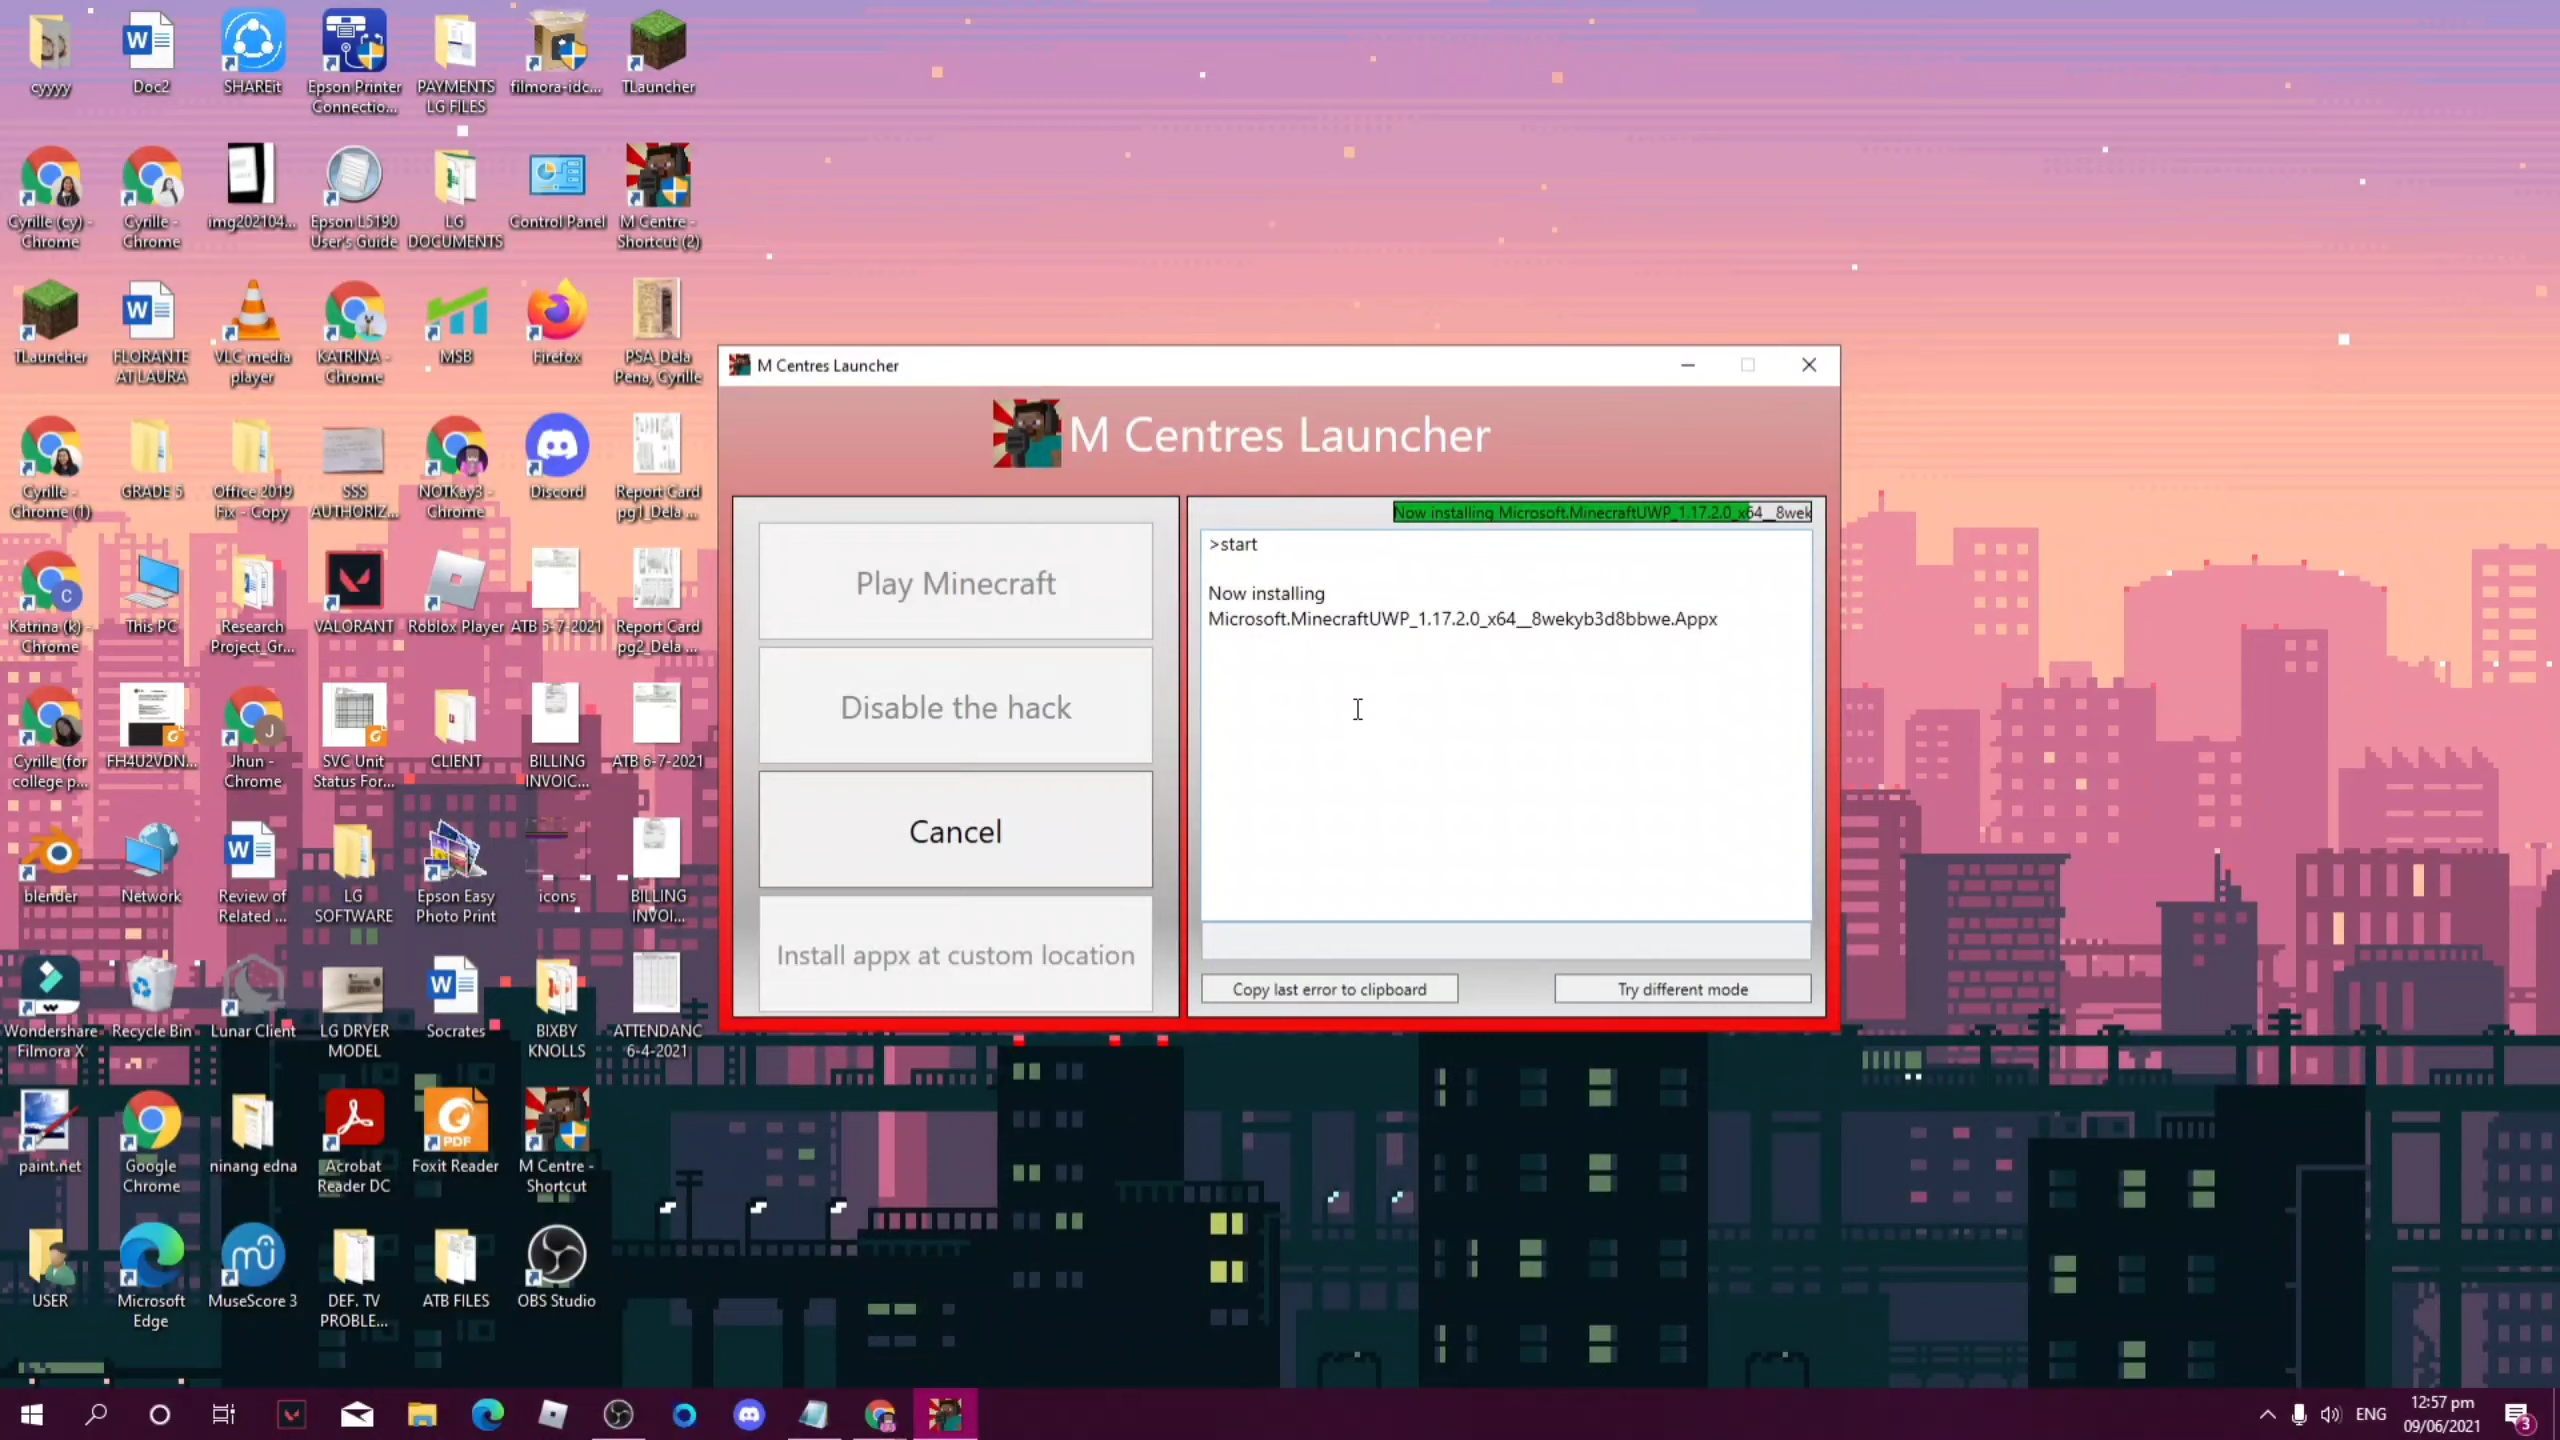 cyyyy
Doc2
SHAREit
Epson Printer
Connectio...
PAYMENTS
LG FILES
filmora-idc...
TLauncher
Cyrille (cy) -
Chrome
Cyrille -
Chrome
img202104...
Epson L5190
User's Guide
LG
DOCUMENTS
Control Panel
M Centre -
Shortcut (2)
TLauncher
FLORANTE
AT LAURA
VLC media
player
KATRINA -
Chrome
MSB
Firefox
PSA_Dela
Pena, Cyrille
Cyrille -
Chrome (1)
GRADE 5
Office 2019
Fix - Copy
SSS
AUTHORIZ...
NOTKay3 -
Chrome
Discord
Report Card
pg1_Dela ...
Katrina (k) -
Chrome
This PC
Research
Project_Gr...
VALORANT
Roblox Player
ATB 5-7-2021
Report Card
pg2_Dela ...
Cyrille (for
college p...
FH4U2VDN...
Jhun -
Chrome
SVC Unit
Status For...
CLIENT
BILLING
INVOIC...
ATB 6-7-2021
blender
Network
Review of
Related ...
LG
SOFTWARE
Epson Easy
Photo Print
icons
BILLING
INVOI...
Wondershare
Filmora X
Recycle Bin
Lunar Client
LG DRYER
MODEL
Socrates
BIXBY
KNOLLS
ATTENDANC
6-4-2021
paint.net
Google
Chrome
ninang edna
Acrobat
Reader DC
PDF
Foxit Reader
M Centre -
Shortcut
USER
Microsoft
Edge
MuseScore 3
DEF. TV
PROBLE...
ATB FILES
OBS Studio
M Centres Launcher
M Centres Launcher
Play Minecraft
Disable the hack
Cancel
Install appx at custom location
Now installing Microsoft.MinecraftUWP_1.17.2.0_x64__8wek
>start
Now installing
Microsoft.MinecraftUWP_1.17.2.0_x64__8wekyb3d8bbwe.Appx
Copy last error to clipboard
Try different mode
ENG
12:57 pm
09/06/2021
3